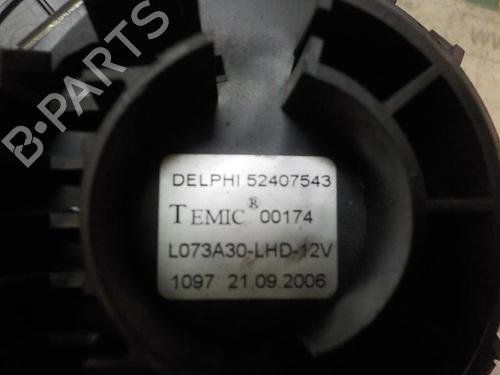 B-PARTS
DELPHI 52407543
TEMIC® 00174
L073A30-LHD-12V
1097 21.09.2006